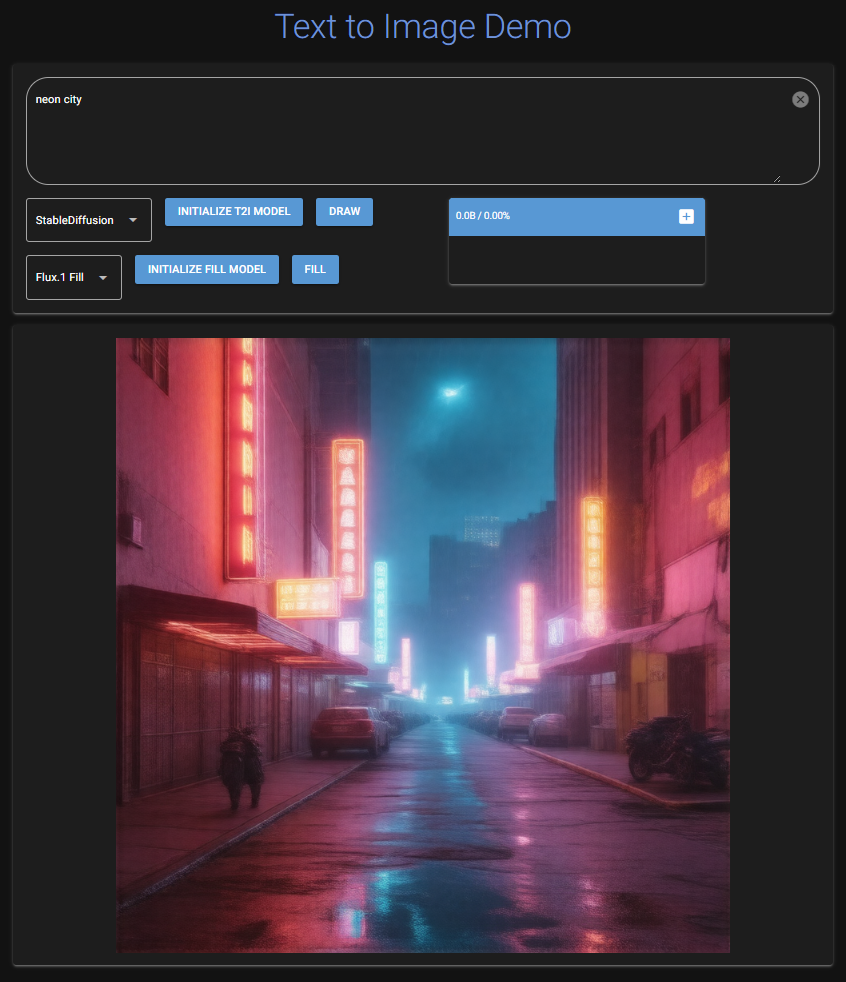 Text to Image Demo
neon city
StableDiffusion
INITIALIZE T2I MODEL
DRAW
0.0B / 0.00%
Flux.1 Fill
INITIALIZE FILL MODEL
FILL